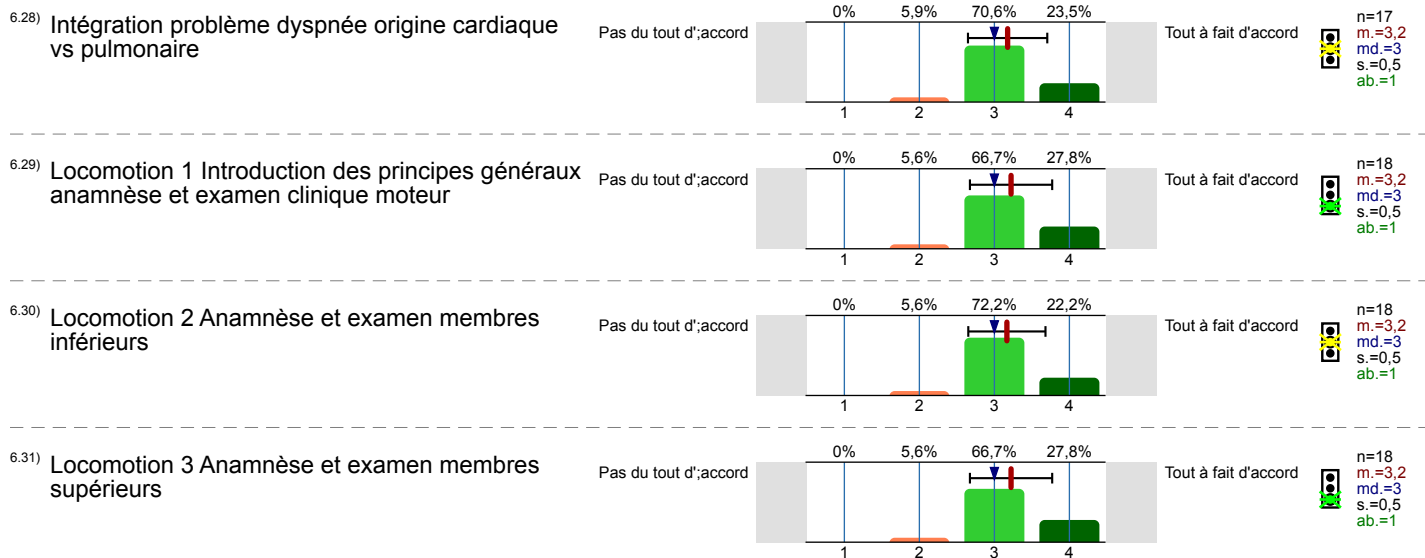 6.28) Intégration problème dyspnée origine cardiaque
vs pulmonaire
Pas du tout d';accord
0% 5,9% 70,6% 23,5%
1 2 3 4
Tout à fait d'accord
n=17
m.=3,2
md.=3
s.=0,5
ab.=1
6.29) Locomotion 1 Introduction des principes généraux
anamnèse et examen clinique moteur
Pas du tout d';accord
0% 5,6% 66,7% 27,8%
1 2 3 4
Tout à fait d'accord
n=18
m.=3,2
md.=3
s.=0,5
ab.=1
6.30) Locomotion 2 Anamnèse et examen membres
inférieurs
Pas du tout d';accord
0% 5,6% 72,2% 22,2%
1 2 3 4
Tout à fait d'accord
n=18
m.=3,2
md.=3
s.=0,5
ab.=1
6.31) Locomotion 3 Anamnèse et examen membres
supérieurs
Pas du tout d';accord
0% 5,6% 66,7% 27,8%
1 2 3 4
Tout à fait d'accord
n=18
m.=3,2
md.=3
s.=0,5
ab.=1